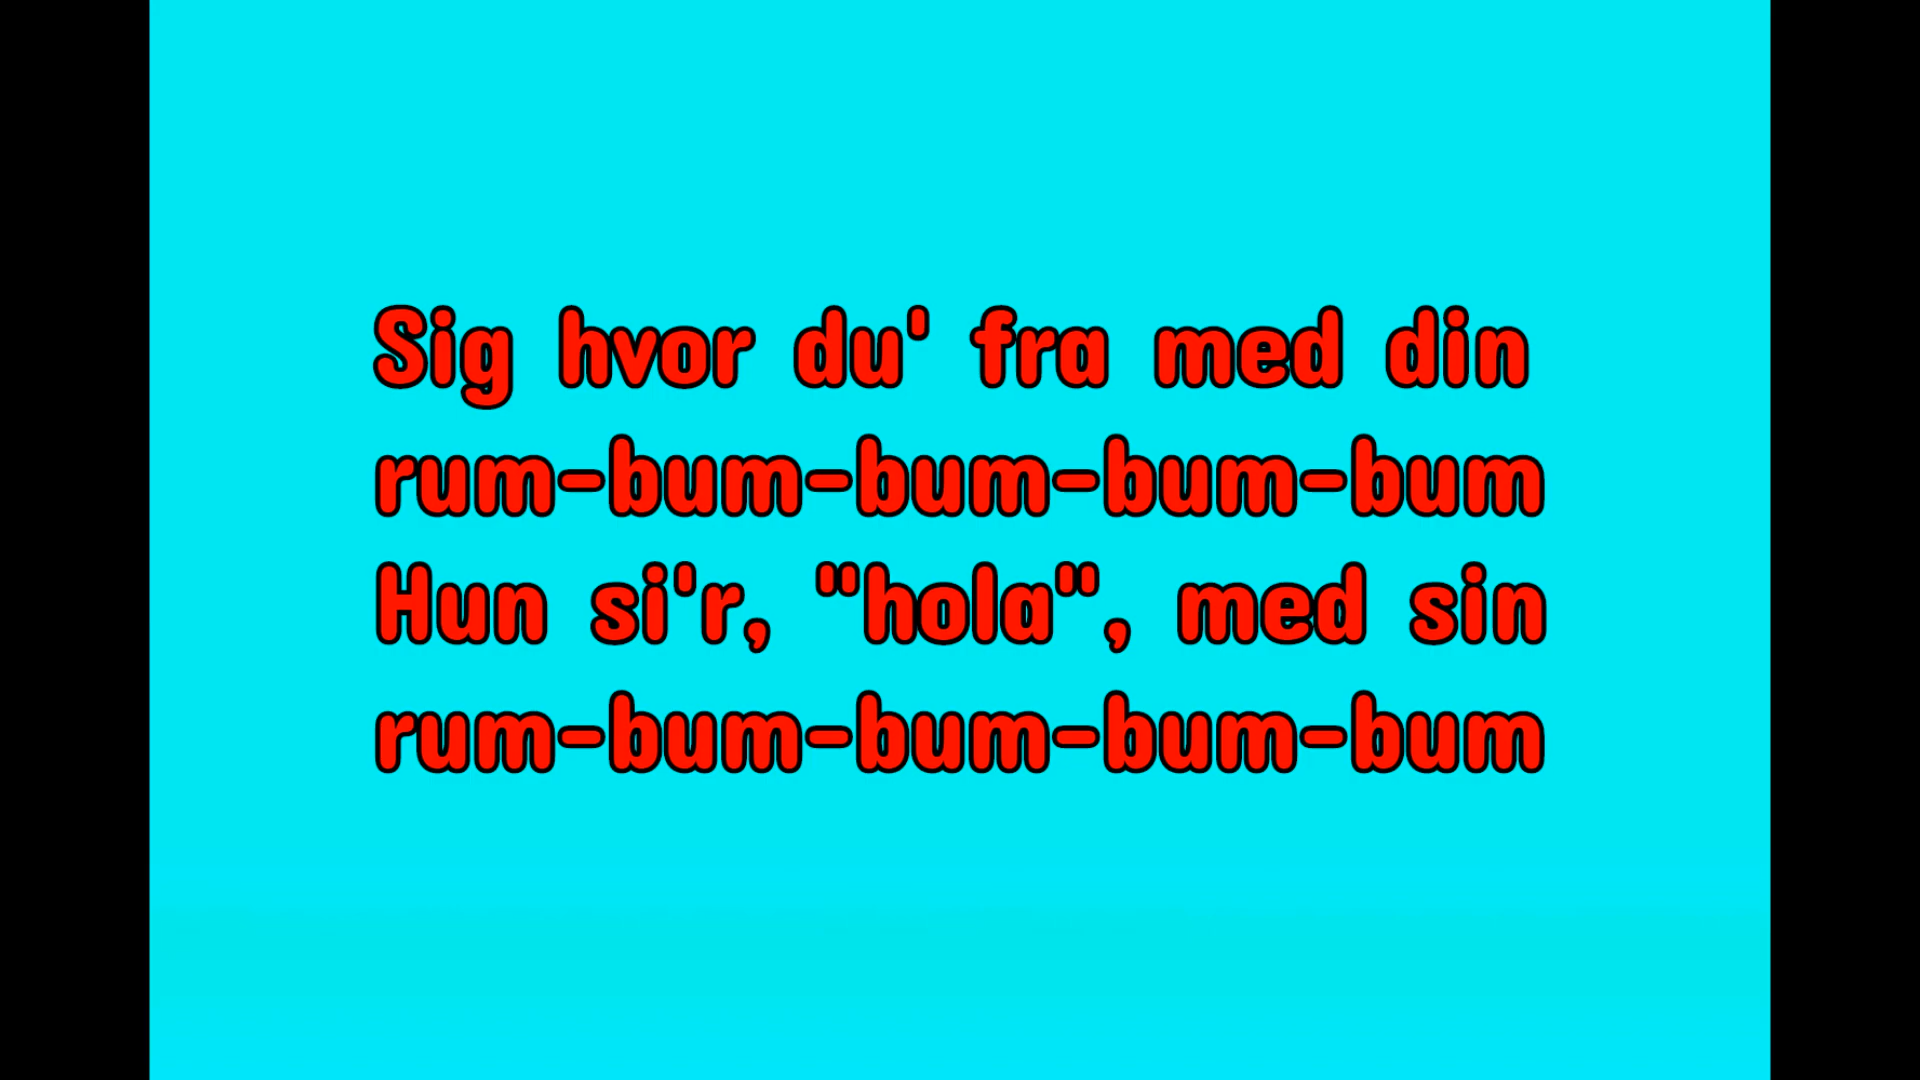 Sig hvor du' fra med din
rum-bum-bum-bum-bum
Hun si'r, "hola", med sin
rum-bum-bum-bum-bum